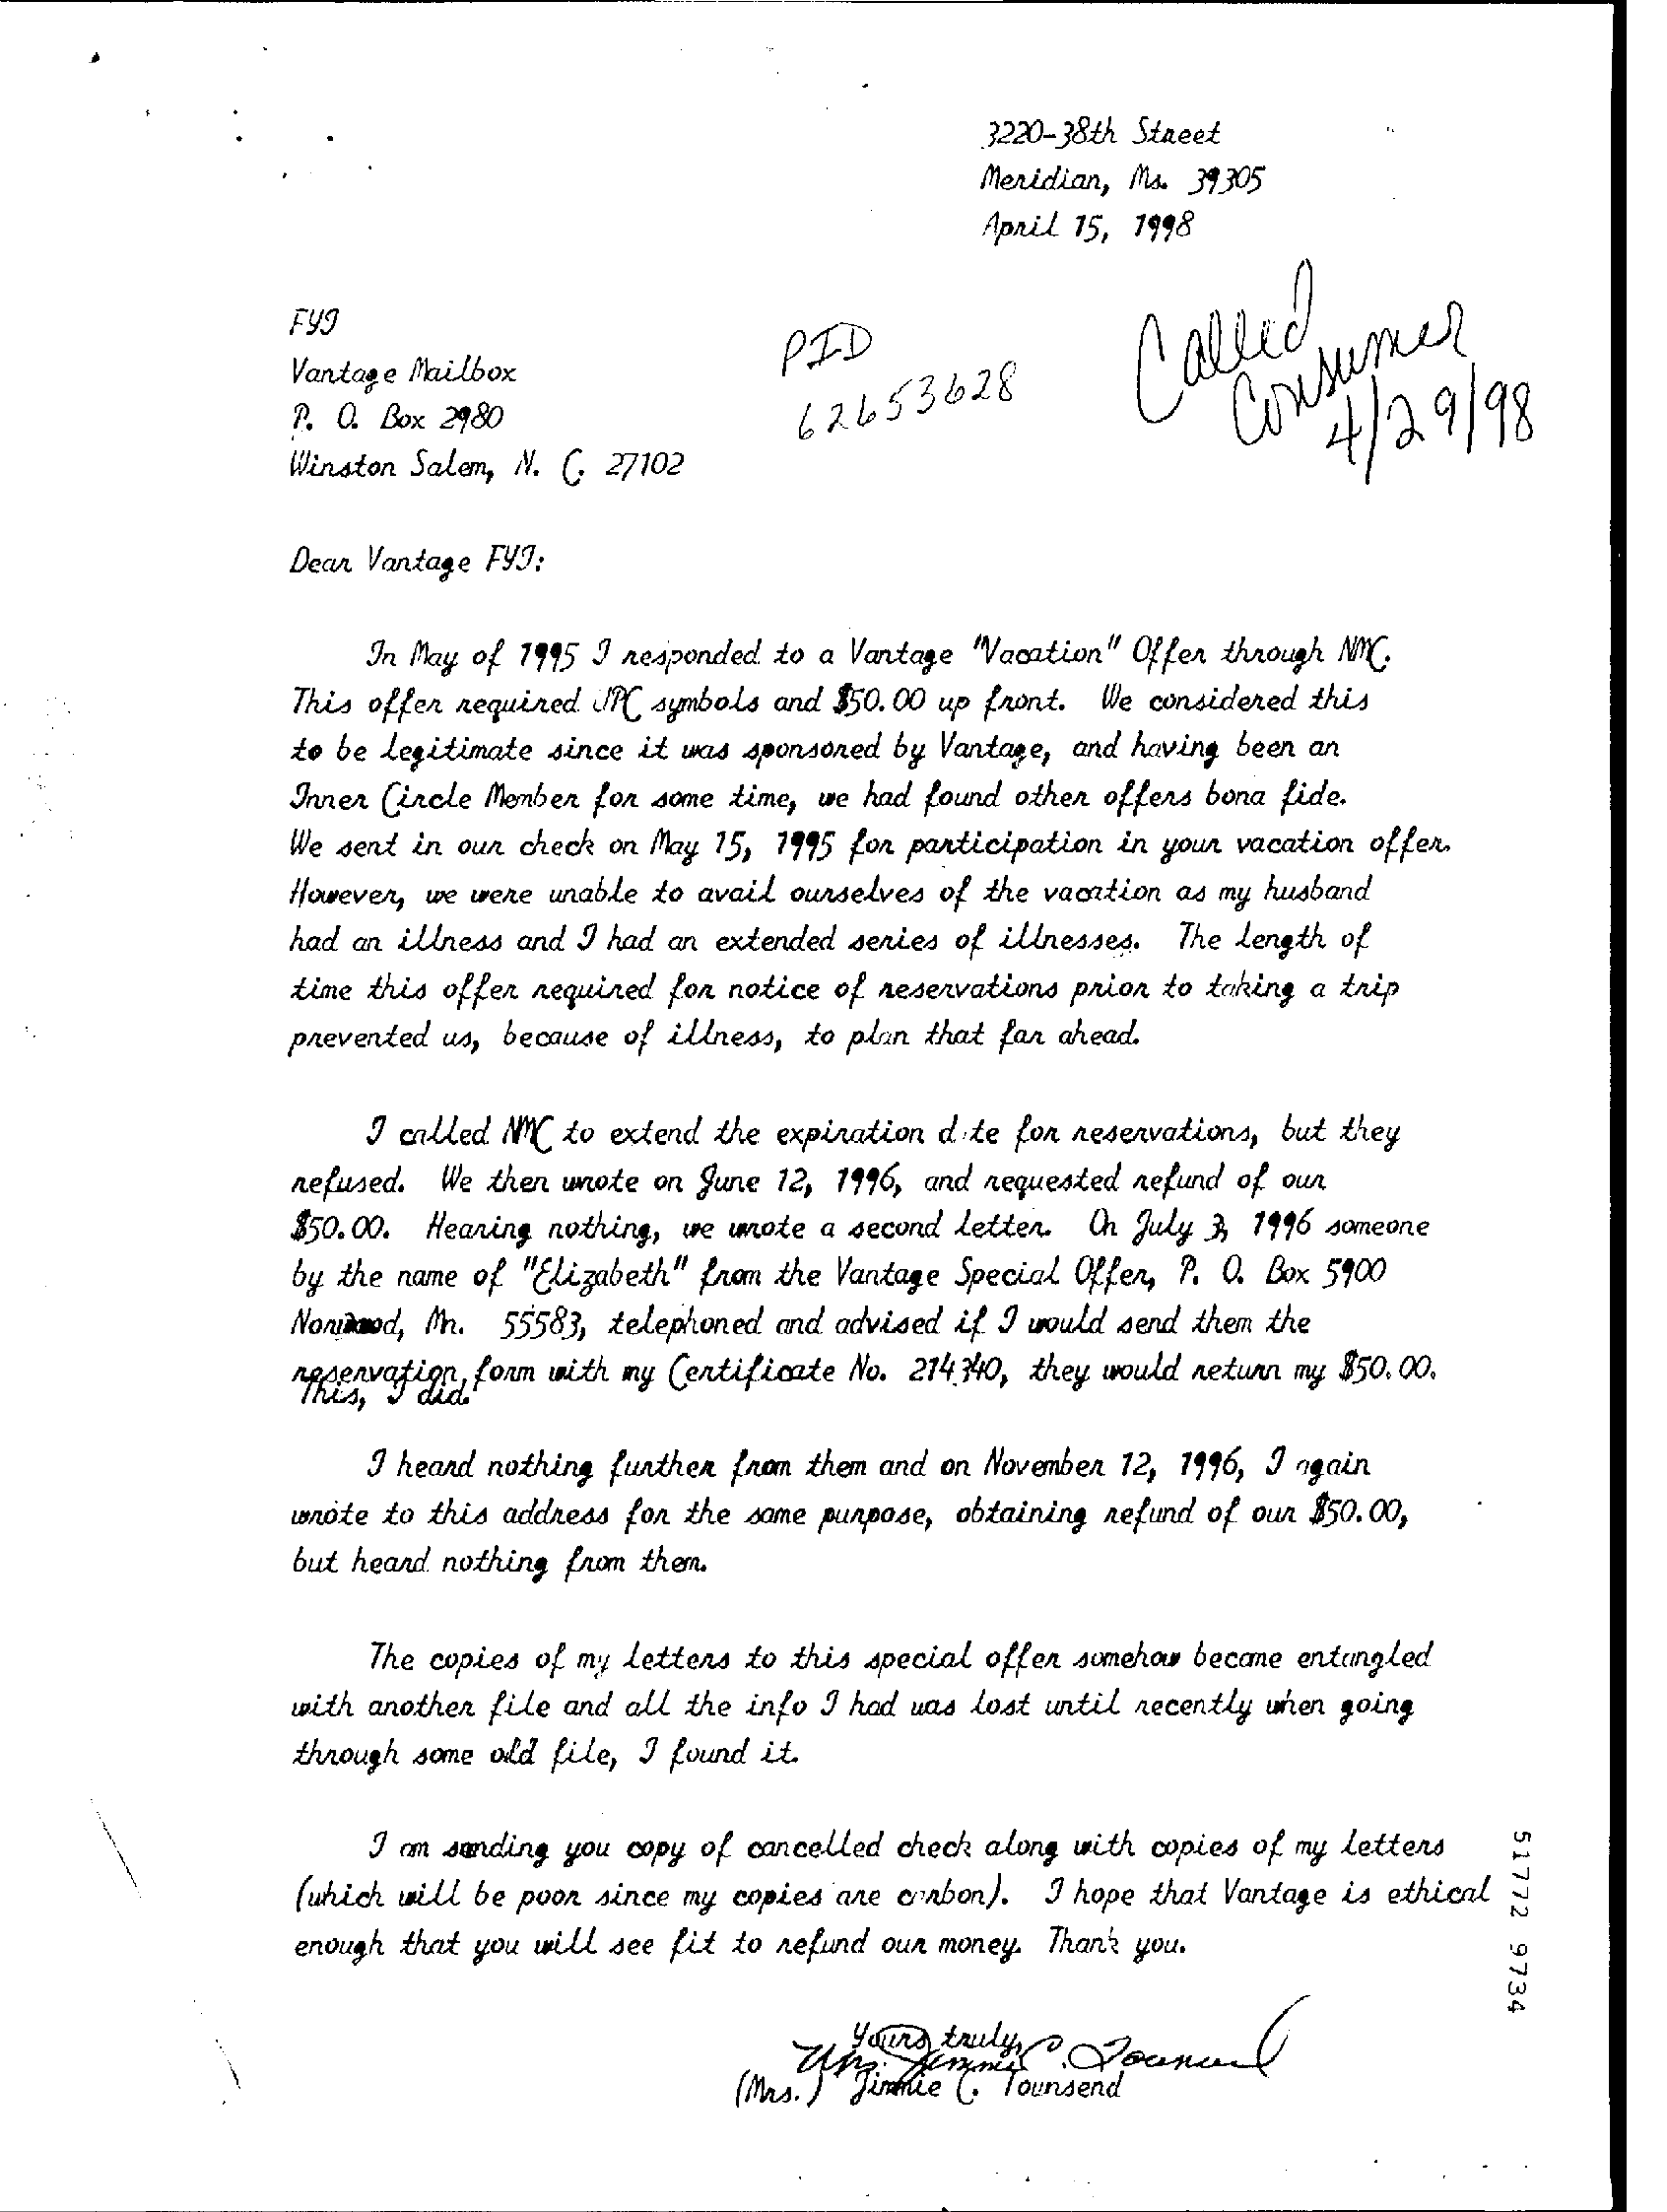 3220-38th Street
Meridian, Ms. 39305
April 15, 1998
Called
Consumer
4/29/98
PID
62653628
FYI
Vantage Mailbox
P. O. Box 2980
Winston Salem, N. C. 27102
Dear Vantage FYI:
In May of 1995 I responded to a Vantage "Vacation" Offer through NMC.
This offer required UPC symbols and $50.00 up front. We considered this
to be legitimate since it was sponsored by Vantage, and having been an
Inner Circle Member for some time, we had found other offers bona fide.
We sent in our check on May 15, 1995 for participation in your vacation offer.
However, we were unable to avail ourselves of the vacation as my husband
had an illness and I had an extended series of illnesses. The length of
time this offer required for notice of reservations prior to taking a trip
prevented us, because of illness, to plan that far ahead.
I called NMC to extend the expiration date for reservations, but they
refused. We then wrote on June 12, 1996, and requested refund of our
$50.00. Hearing nothing, we wrote a second letter. On July 3, 1996 someone
by the name of "Elizabeth" from the Vantage Special Offer, P. O. Box 5900
Norwood, Mn. 55583, telephoned and advised if I would send them the
reservation form with my Certificate No. 214340, they would return my $50.00.
This, I did.
I heard nothing further from them and on November 12, 1996, I again
wrote to this address for the same purpose, obtaining refund of our $50.00,
but heard nothing from them.
The copies of my letters to this special offer somehow became entangled
with another file and all the info I had was lost until recently when going
through some old file, I found it.
I am sending you copy of cancelled check along with copies of my letters
(which will be poor since my copies are carbon). I hope that Vantage is ethical
enough that you will see fit to refund our money. Thank you.
Yours truly,
Mrs. Jimmie C. Townsend
(Mrs.) Jimmie C. Townsend
51772 9734